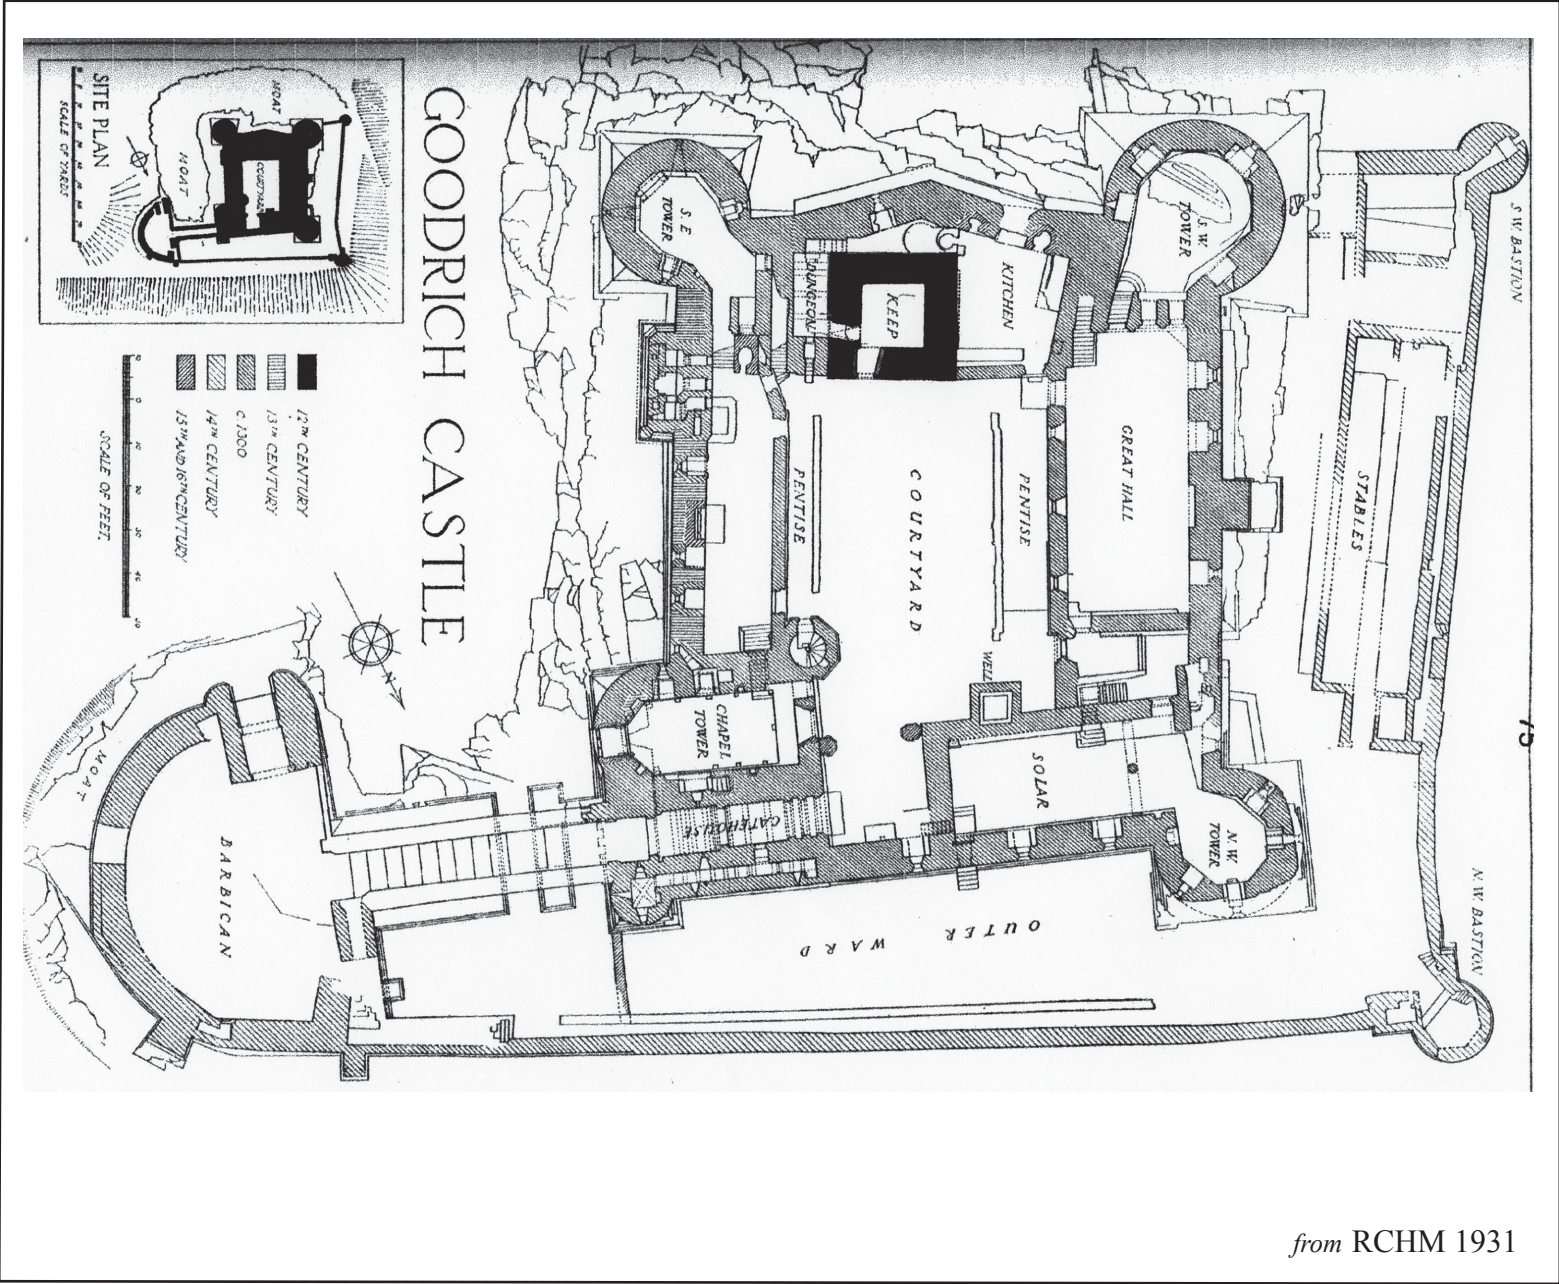 GOODRICH CASTLE
SITE PLAN
SCALE OF YARDS
MOAT
MOAT
COURTYARD
12TH CENTURY
13TH CENTURY
C.1300
14TH CENTURY
15TH AND 16TH CENTURY
SCALE OF FEET.
N
S.E.
TOWER
S.W.
TOWER
S.W. BASTION
DUNGEON
KEEP
KITCHEN
PENTISE
COURTYARD
PENTISE
GREAT HALL
STABLES
WELL
CHAPEL
TOWER
SOLAR
GATEHOUSE
N.W.
TOWER
N.W. BASTION
MOAT
BARBICAN
OUTER WARD
75
from RCHM 1931